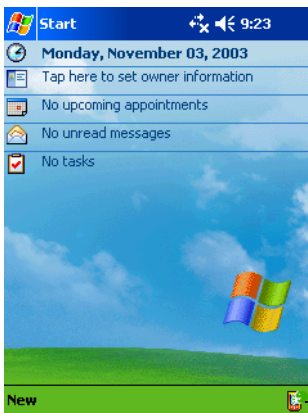 Start 9:23
Monday, November 03, 2003
Tap here to set owner information
No upcoming appointments
No unread messages
No tasks
New